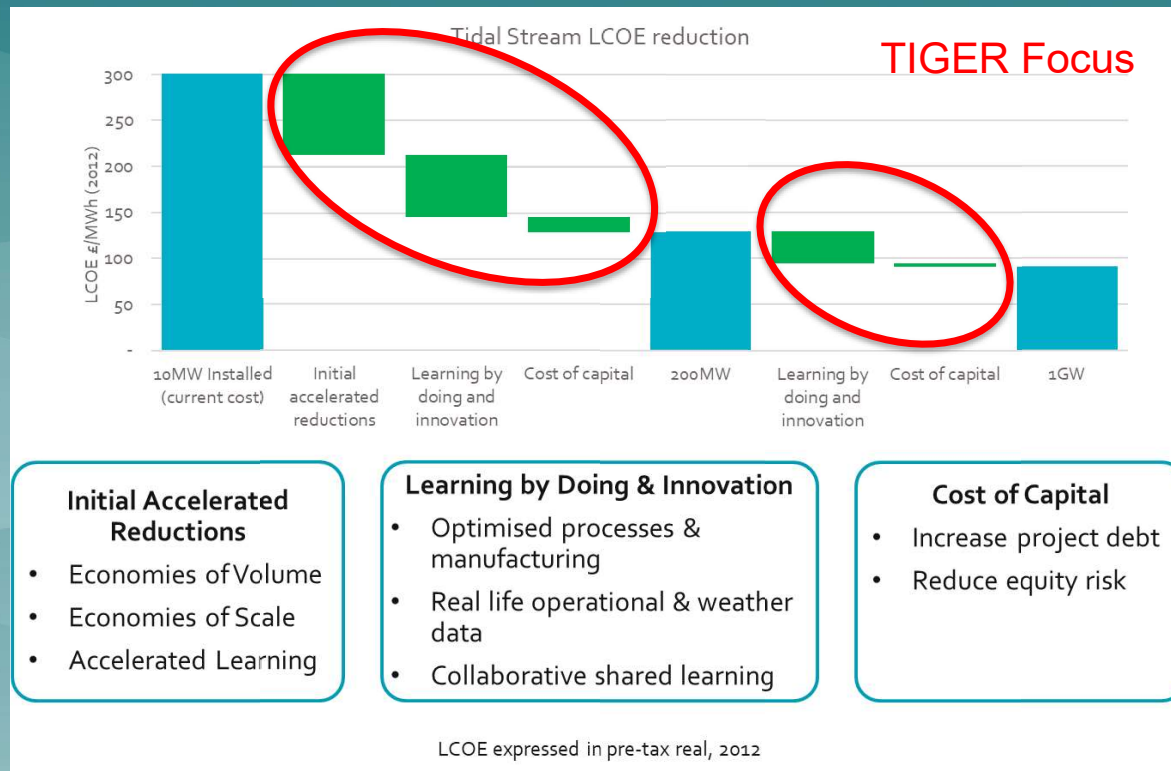 Tidal Stream LCOE reduction
TIGER Focus
LCOE £/MWh (2012)
300
250
200
150
100
50
-
10MW Installed
(current cost)
Initial
accelerated
reductions
Learning by
doing and
innovation
Cost of capital
200MW
Learning by
doing and
innovation
Cost of capital
1GW
Initial Accelerated
Reductions
• Economies of Volume
• Economies of Scale
• Accelerated Learning
Learning by Doing & Innovation
• Optimised processes &
manufacturing
• Real life operational & weather
data
• Collaborative shared learning
Cost of Capital
• Increase project debt
• Reduce equity risk
LCOE expressed in pre-tax real, 2012